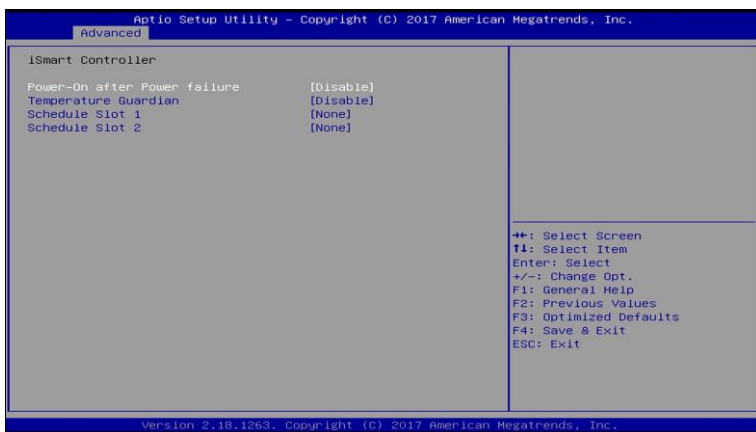 Aptio Setup Utility – Copyright (C) 2017 American Megatrends, Inc.
Advanced
iSmart Controller
Power-On after Power failure [Disable]
Temperature Guardian [Disable]
Schedule Slot 1 [None]
Schedule Slot 2 [None]
→←: Select Screen
↑↓: Select Item
Enter: Select
+/-: Change Opt.
F1: General Help
F2: Previous Values
F3: Optimized Defaults
F4: Save & Exit
ESC: Exit
Version 2.18.1263. Copyright (C) 2017 American Megatrends, Inc.